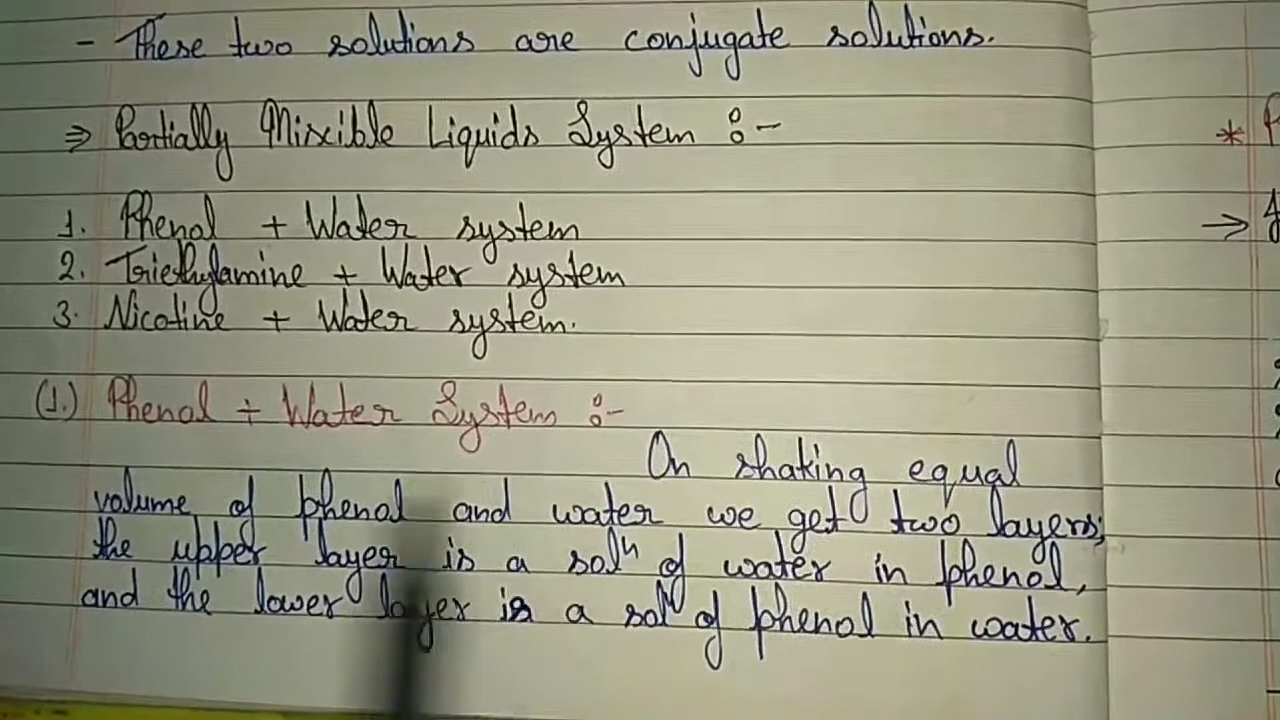 - These two solutions are conjugate solutions.
⇒ Partially Mixcible Liquids System :-
1. Phenol + Water system
2. Triethylamine + Water system
3. Nicotine + Water system.
(1.) Phenol + Water System :-
On shaking equal
volume of phenol and water we get two layers,
the upper layer is a solⁿ of water in phenol,
and the lower layer is a solⁿ of phenol in water.
*
→